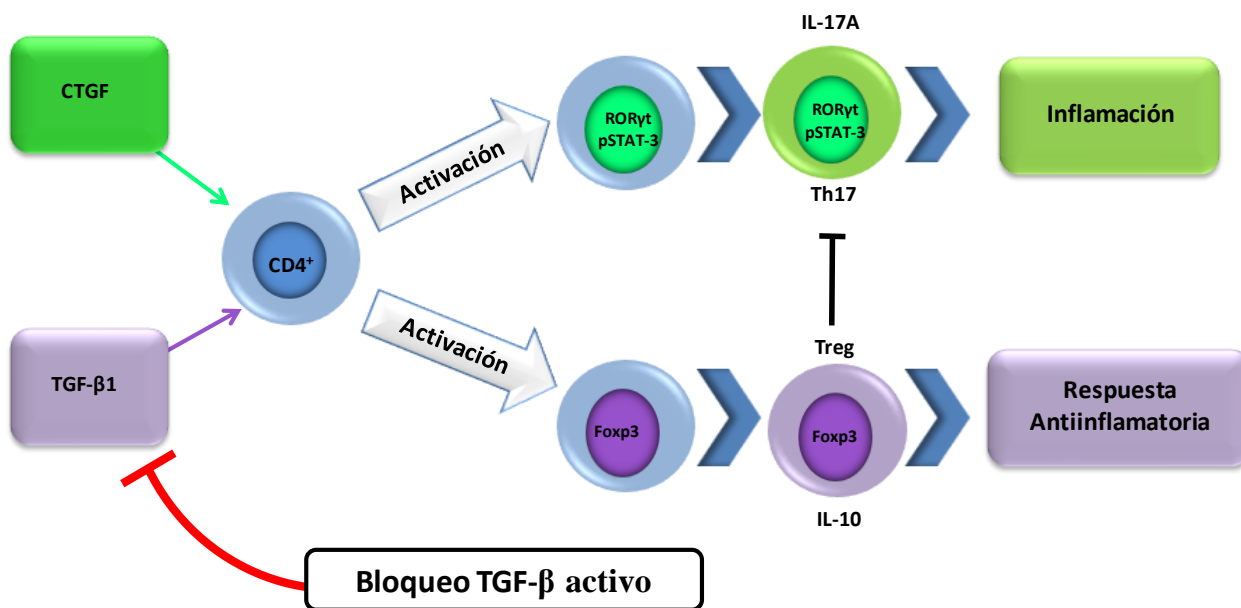 IL-17A
CTGF
Activación
RORγt
pSTAT-3
RORγt
pSTAT-3
Inflamación
Th17
CD4⁺
Activación
Treg
TGF-β1
Foxp3
Foxp3
Respuesta
Antiinflamatoria
IL-10
Bloqueo TGF-β activo